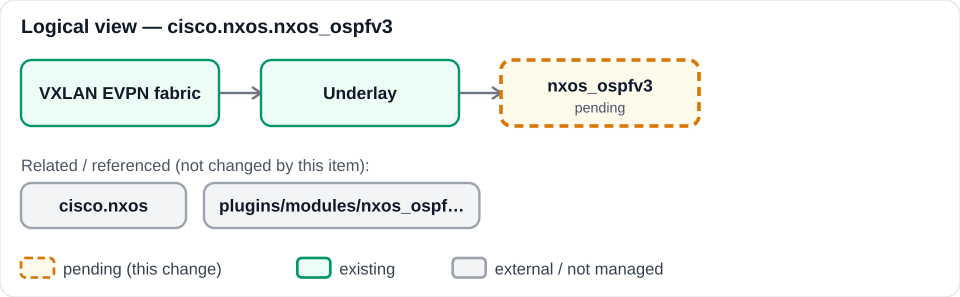 Logical view — cisco.nxos.nxos_ospfv3
VXLAN EVPN fabric
Underlay
nxos_ospfv3
pending
Related / referenced (not changed by this item):
cisco.nxos
plugins/modules/nxos_ospf…
pending (this change)
existing
external / not managed